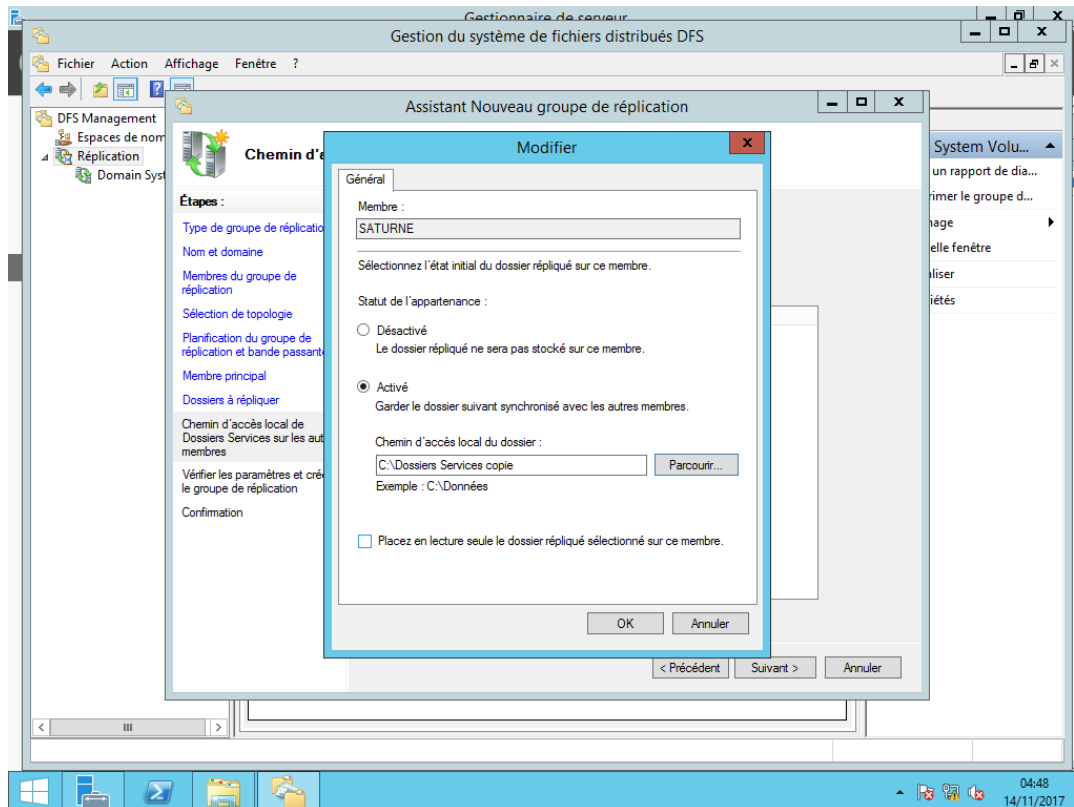 Gestionnaire de serveur
Gestion du système de fichiers distribués DFS
Fichier Action Affichage Fenêtre ?
DFS Management
Espaces de nom
Réplication
Domain Syst
Assistant Nouveau groupe de réplication
Chemin d'a
Étapes :
Type de groupe de réplicatio
Nom et domaine
Membres du groupe de
réplication
Sélection de topologie
Planification du groupe de
réplication et bande passante
Membre principal
Dossiers à répliquer
Chemin d'accès local de
Dossiers Services sur les aut
membres
Vérifier les paramètres et crée
le groupe de réplication
Confirmation
Modifier
Général
Membre :
SATURNE
Sélectionnez l'état initial du dossier répliqué sur ce membre.
Statut de l'appartenance :
Désactivé
Le dossier répliqué ne sera pas stocké sur ce membre.
Activé
Garder le dossier suivant synchronisé avec les autres membres.
Chemin d'accès local du dossier :
C:\Dossiers Services copie
Parcourir...
Exemple : C:\Données
Placez en lecture seule le dossier répliqué sélectionné sur ce membre.
OK Annuler
< Précédent Suivant > Annuler
System Volu...
un rapport de dia...
rimer le groupe d...
nage
elle fenêtre
aliser
iétés
04:48
14/11/2017